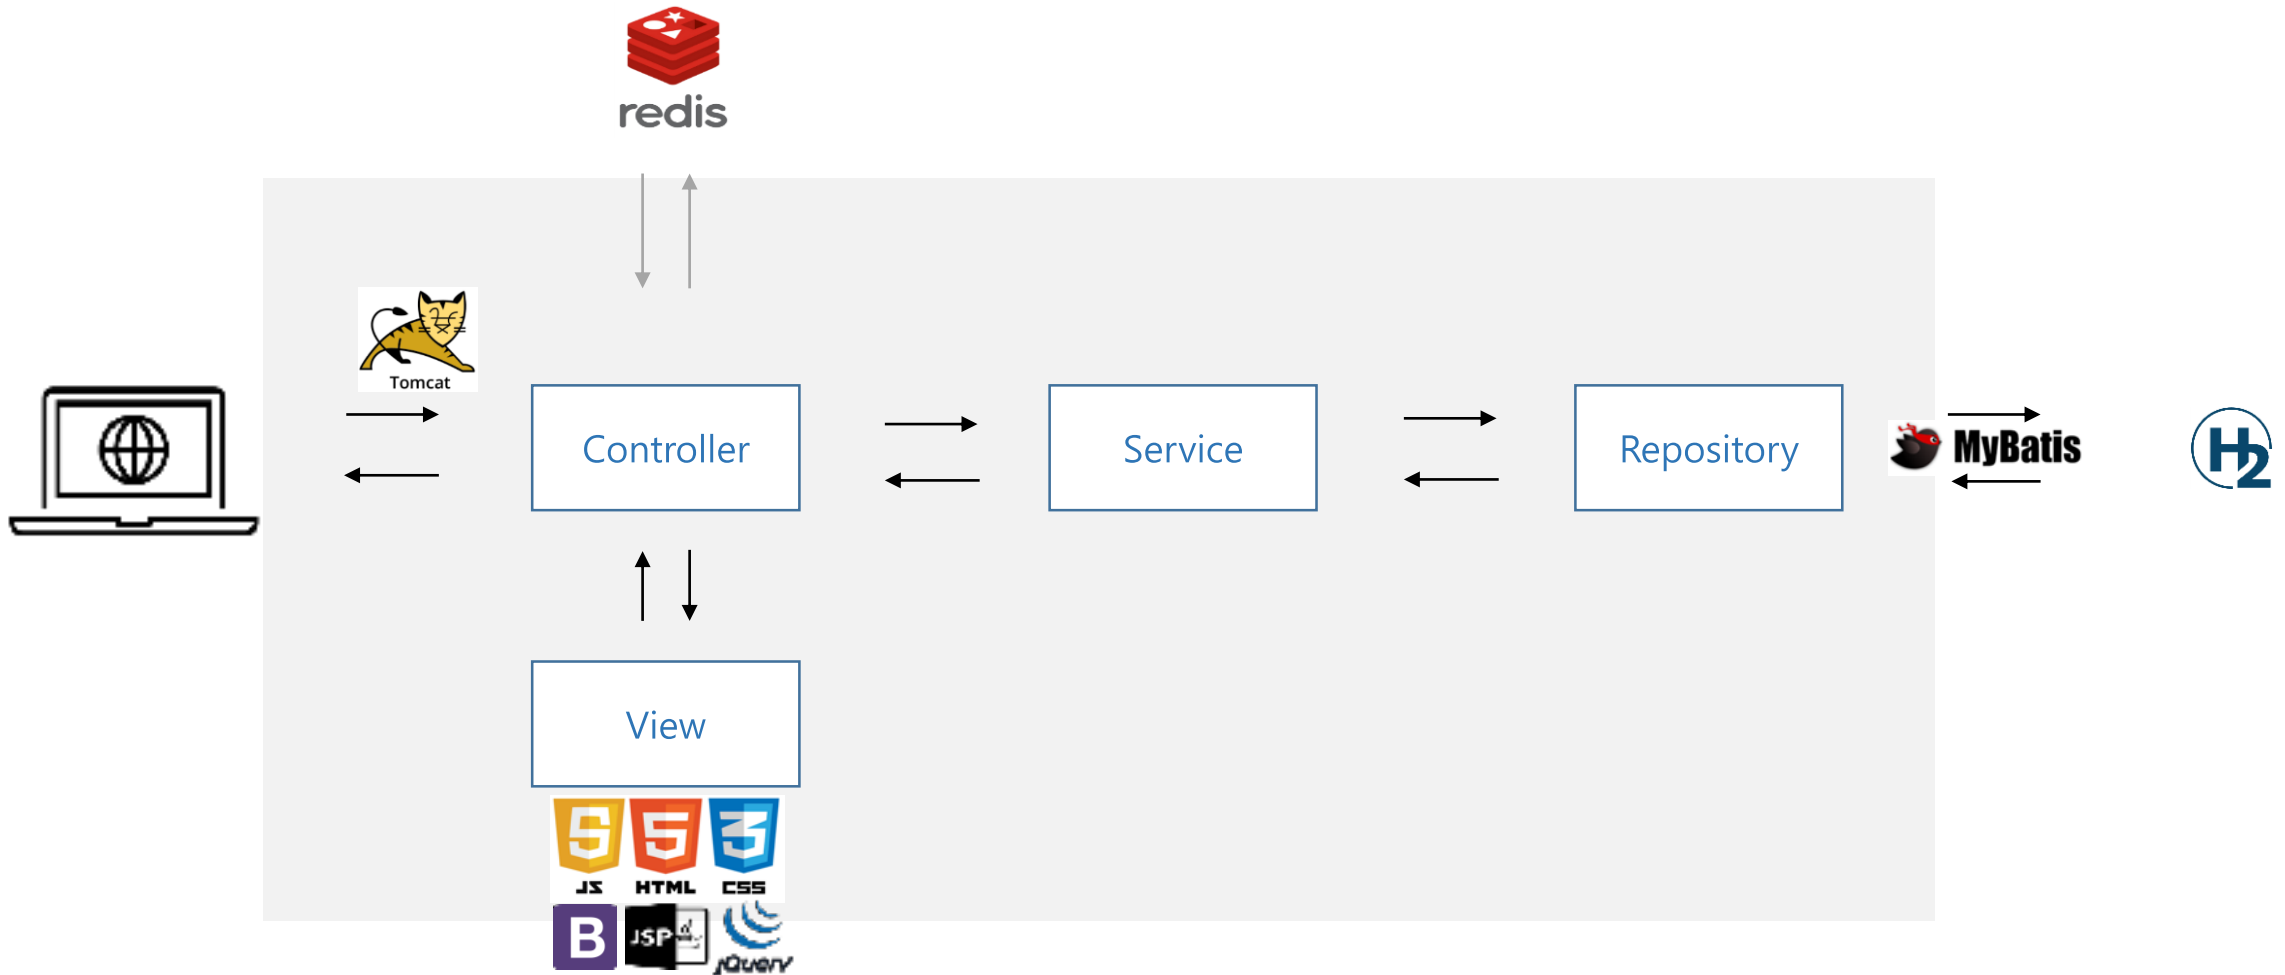 redis
Tomcat
Controller
Service
Repository
MyBatis
H2
View
JS HTML CSS
B JSP jQuery